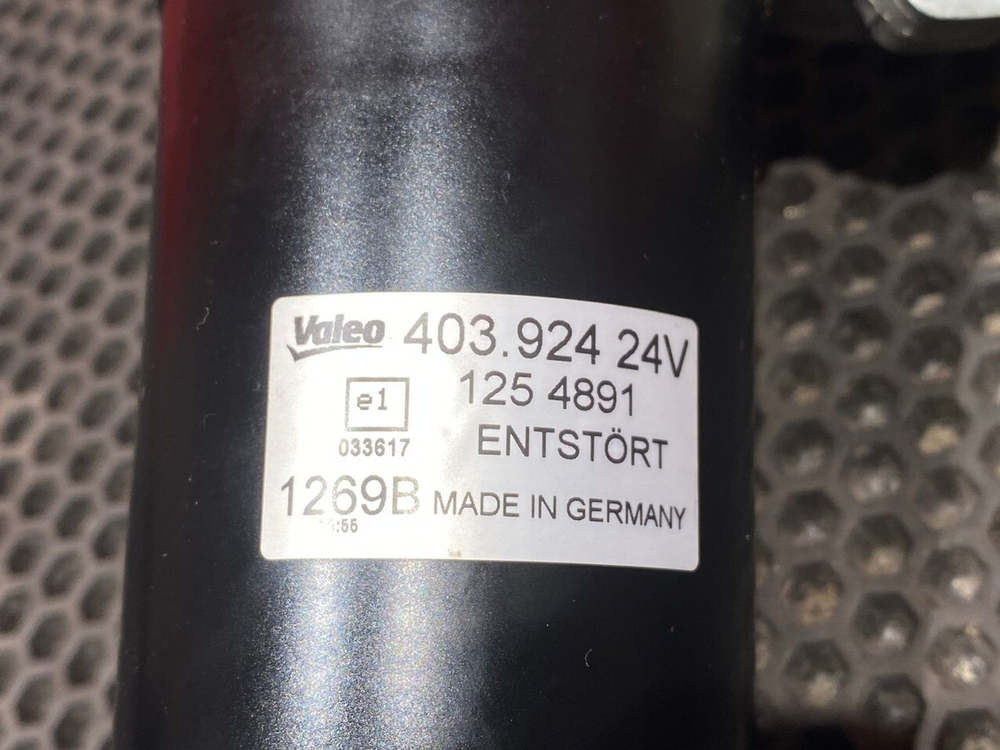 Valeo 403.924 24V
125 4891
e1
ENTSTÖRT
033617
1269B MADE IN GERMANY